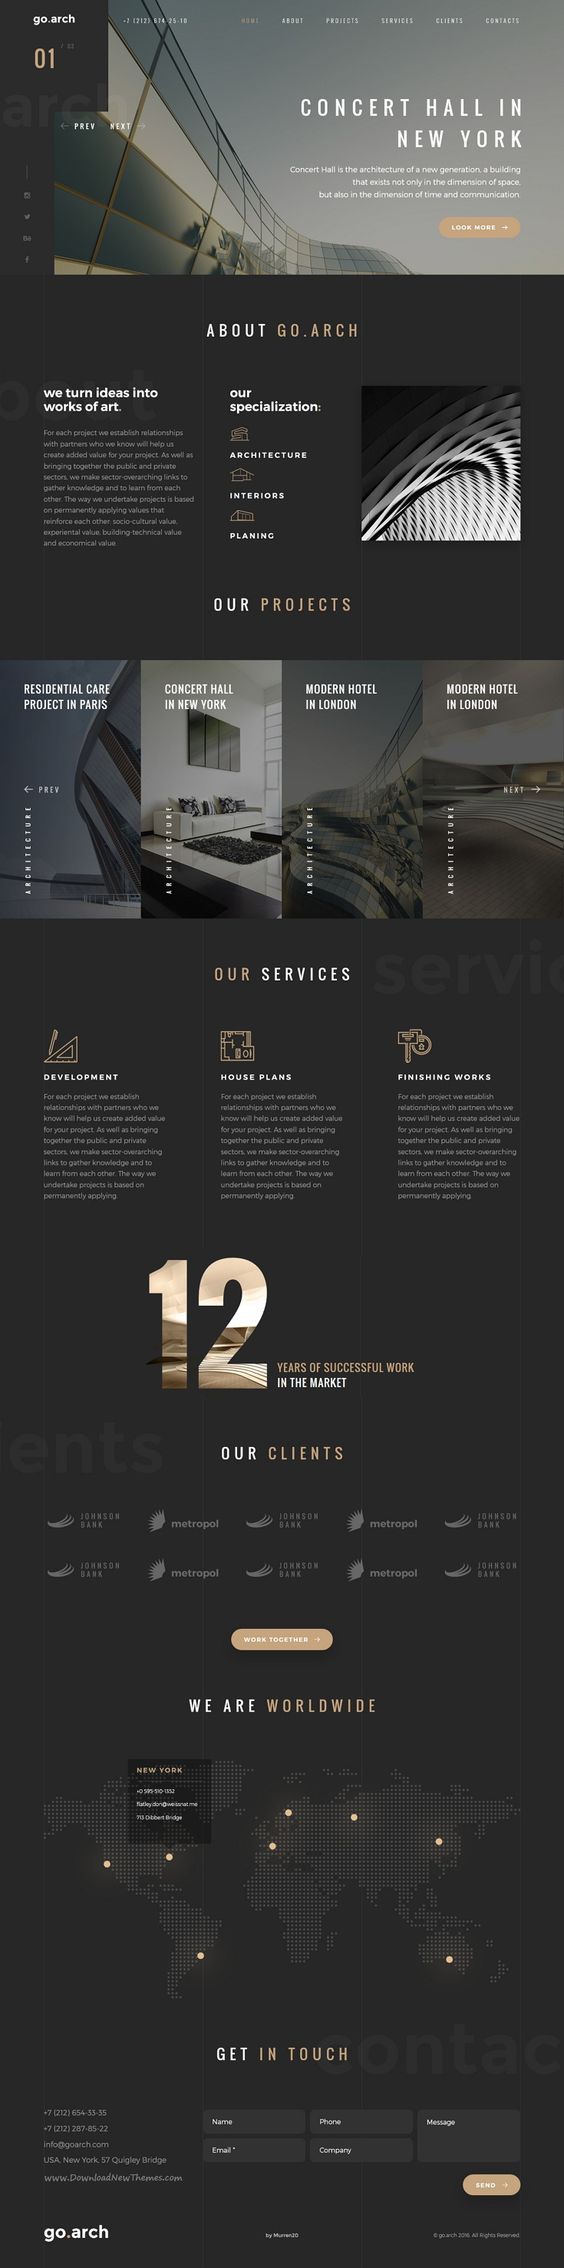 go.arch
+7 (212) 674-25-10
HOME
ABOUT
PROJECTS
SERVICES
CLIENTS
CONTACTS
01 / 03
arch
PREV NEXT
CONCERT HALL IN
NEW YORK
Concert Hall is the architecture of a new generation, a building
that exists not only in the dimension of space,
but also in the dimension of time and communication.
LOOK MORE
ABOUT GO.ARCH
bout
we turn ideas into
works of art.
For each project we establish relationships
with partners who we know will help us
create added value for your project. As well as
bringing together the public and private
sectors, we make sector-overarching links to
gather knowledge and to learn from each
other. The way we undertake projects is based
on permanently applying values that
reinforce each other: socio-cultural value,
experiental value, building-technical value
and economical value.
our
specialization:
ARCHITECTURE
INTERIORS
PLANING
OUR PROJECTS
RESIDENTIAL CARE
PROJECT IN PARIS
PREV
ARCHITECTURE
CONCERT HALL
IN NEW YORK
ARCHITECTURE
MODERN HOTEL
IN LONDON
ARCHITECTURE
MODERN HOTEL
IN LONDON
NEXT
ARCHITECTURE
OUR SERVICES
servic
DEVELOPMENT
For each project we establish
relationships with partners who we
know will help us create added value
for your project. As well as bringing
together the public and private
sectors, we make sector-overarching
links to gather knowledge and to
learn from each other. The way we
undertake projects is based on
permanently applying.
HOUSE PLANS
For each project we establish
relationships with partners who we
know will help us create added value
for your project. As well as bringing
together the public and private
sectors, we make sector-overarching
links to gather knowledge and to
learn from each other. The way we
undertake projects is based on
permanently applying.
FINISHING WORKS
For each project we establish
relationships with partners who we
know will help us create added value
for your project. As well as bringing
together the public and private
sectors, we make sector-overarching
links to gather knowledge and to
learn from each other. The way we
undertake projects is based on
permanently applying.
12
YEARS OF SUCCESSFUL WORK
IN THE MARKET
ients
OUR CLIENTS
JOHNSON
BANK
metropol
JOHNSON
BANK
metropol
JOHNSON
BANK
JOHNSON
BANK
metropol
JOHNSON
BANK
metropol
JOHNSON
BANK
WORK TOGETHER
WE ARE WORLDWIDE
NEW YORK
+0 595-510-1352
flatley.don@weissnat.me
713 Dibbert Bridge
GET IN TOUCH
contac
+7 (212) 654-33-35
+7 (212) 287-85-22
info@goarch.com
USA, New York, 57 Quigley Bridge
www.DownloadNewThemes.com
Name
Phone
Message
Email *
Company
SEND
go.arch
by Murren20
© go.arch 2016. All Rights Reserved.